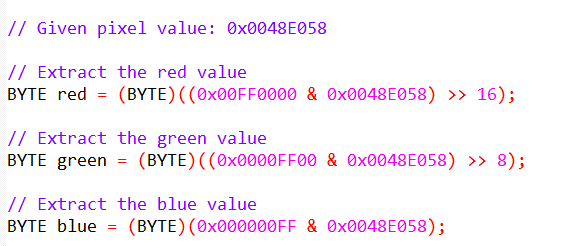 // Given pixel value: 0x0048E058
// Extract the red value
BYTE red = (BYTE)((0x00FF0000 & 0x0048E058) >> 16);
// Extract the green value
BYTE green = (BYTE)((0x0000FF00 & 0x0048E058) >> 8);
// Extract the blue value
BYTE blue = (BYTE)(0x000000FF & 0x0048E058);